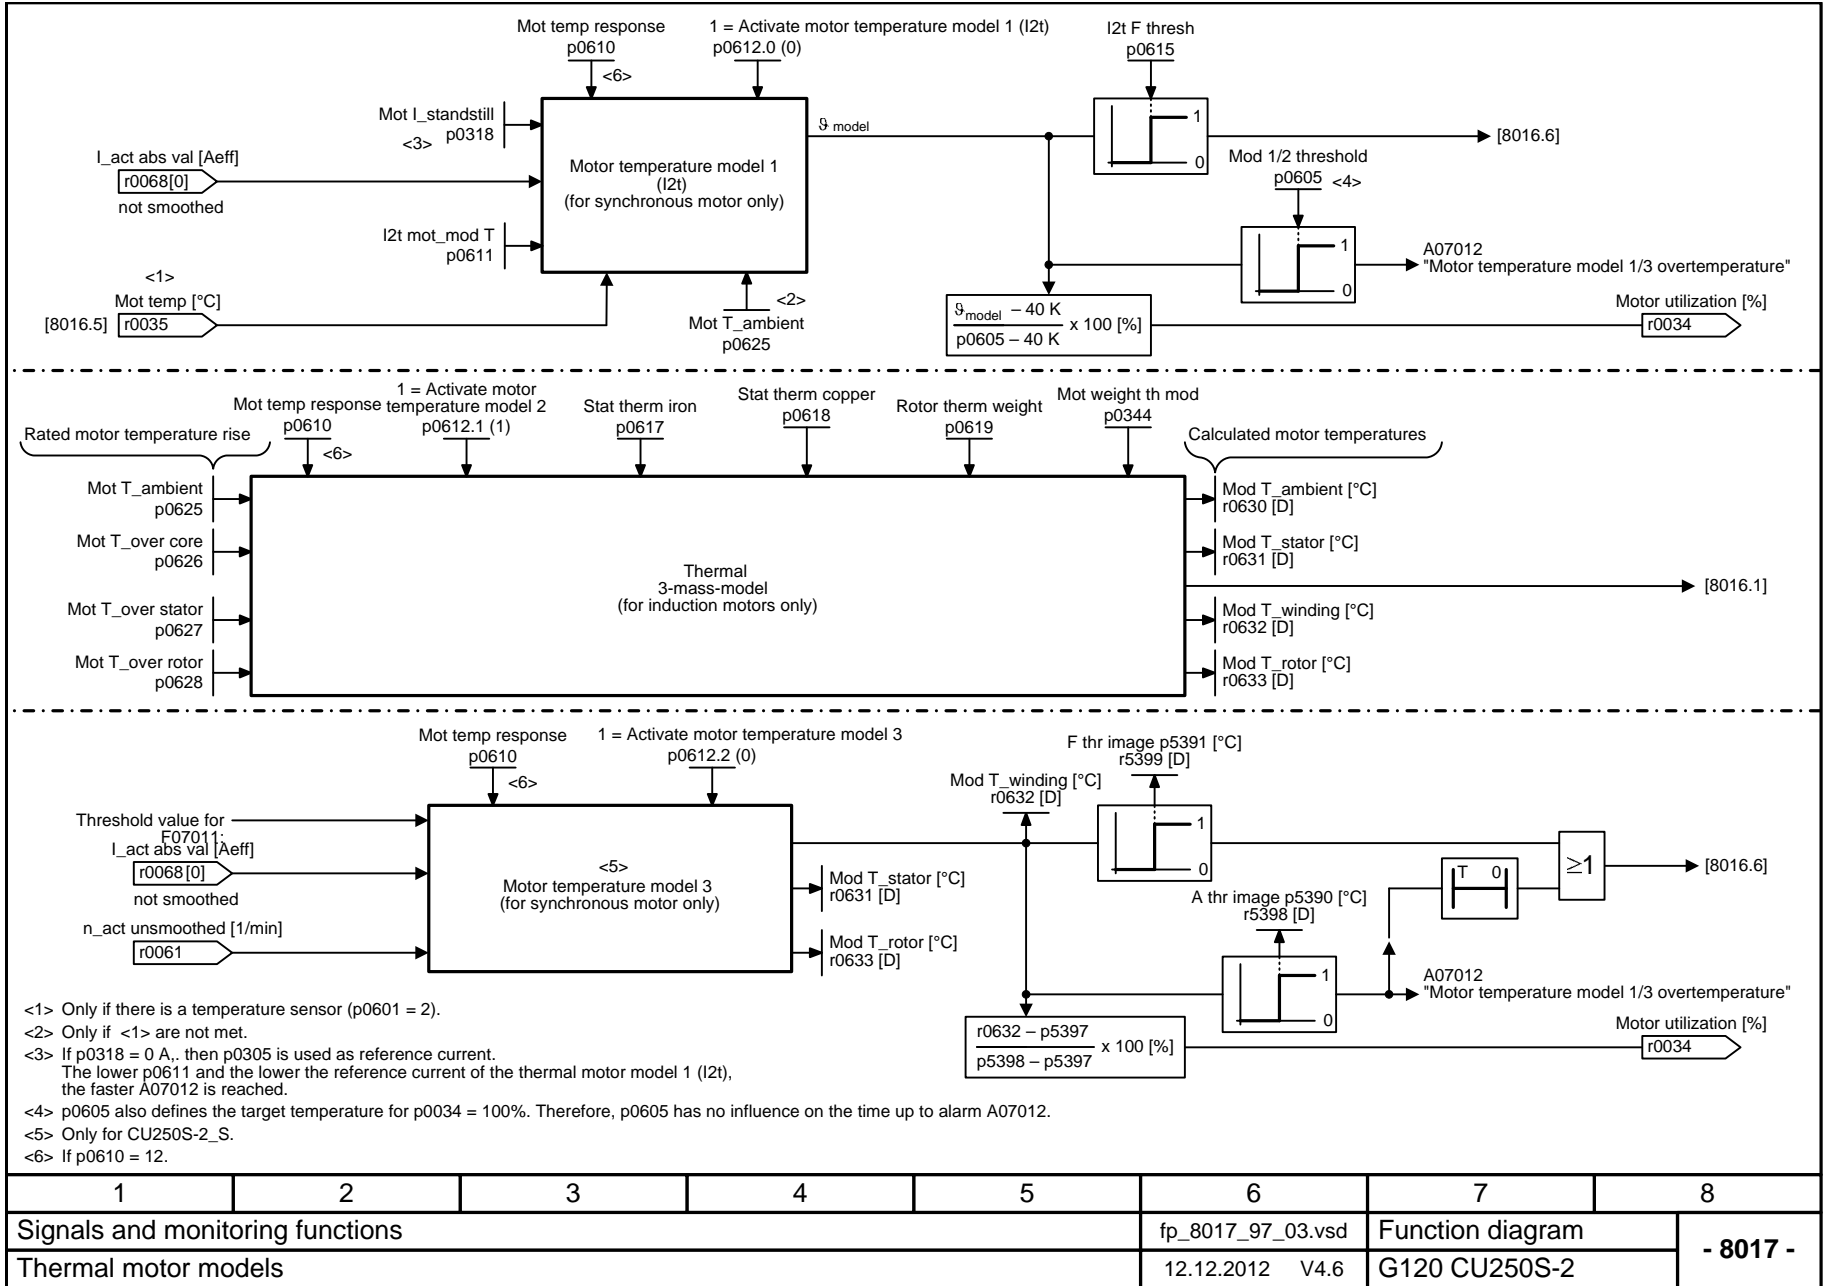 Mot temp response
p0610
<6>
1 = Activate motor temperature model 1 (I2t)
p0612.0 (0)
I2t F thresh
p0615
Mot I_standstill
<3> p0318
I_act abs val [Aeff]
r0068[0]
not smoothed
I2t mot_mod T
p0611
<1>
Mot temp [°C]
[8016.5] r0035
Motor temperature model 1
(I2t)
(for synchronous motor only)
<2>
Mot T_ambient
p0625
ϑ model
1
0
[8016.6]
Mod 1/2 threshold
p0605 <4>
1
0
A07012
"Motor temperature model 1/3 overtemperature"
ϑmodel – 40 K
p0605 – 40 K
x 100 [%]
Motor utilization [%]
r0034
Rated motor temperature rise
Mot temp response
p0610
<6>
1 = Activate motor
temperature model 2
p0612.1 (1)
Stat therm iron
p0617
Stat therm copper
p0618
Rotor therm weight
p0619
Mot weight th mod
p0344
Calculated motor temperatures
Mot T_ambient
p0625
Mot T_over core
p0626
Mot T_over stator
p0627
Mot T_over rotor
p0628
Thermal
3-mass-model
(for induction motors only)
Mod T_ambient [°C]
r0630 [D]
Mod T_stator [°C]
r0631 [D]
[8016.1]
Mod T_winding [°C]
r0632 [D]
Mod T_rotor [°C]
r0633 [D]
Mot temp response
p0610
<6>
1 = Activate motor temperature model 3
p0612.2 (0)
Threshold value for
F07011:
I_act abs val [Aeff]
r0068[0]
not smoothed
n_act unsmoothed [1/min]
r0061
<5>
Motor temperature model 3
(for synchronous motor only)
Mod T_stator [°C]
r0631 [D]
Mod T_rotor [°C]
r0633 [D]
Mod T_winding [°C]
r0632 [D]
F thr image p5391 [°C]
r5399 [D]
1
0
A thr image p5390 [°C]
r5398 [D]
1
0
T 0
≥1
[8016.6]
A07012
"Motor temperature model 1/3 overtemperature"
r0632 – p5397
p5398 – p5397
x 100 [%]
Motor utilization [%]
r0034
<1> Only if there is a temperature sensor (p0601 = 2).
<2> Only if <1> are not met.
<3> If p0318 = 0 A,. then p0305 is used as reference current.
The lower p0611 and the lower the reference current of the thermal motor model 1 (I2t),
the faster A07012 is reached.
<4> p0605 also defines the target temperature for p0034 = 100%. Therefore, p0605 has no influence on the time up to alarm A07012.
<5> Only for CU250S-2_S.
<6> If p0610 = 12.
1 2 3 4 5 6 7 8
Signals and monitoring functions
fp_8017_97_03.vsd
Function diagram
- 8017 -
Thermal motor models
12.12.2012 V4.6
G120 CU250S-2